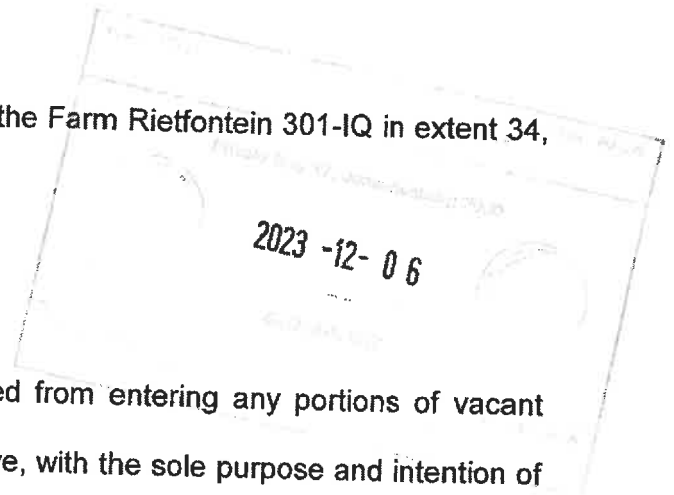 the Farm Rietfontein 301-IQ in extent 34,
2023 -12- 06
ed from entering any portions of vacant
e, with the sole purpose and intention of